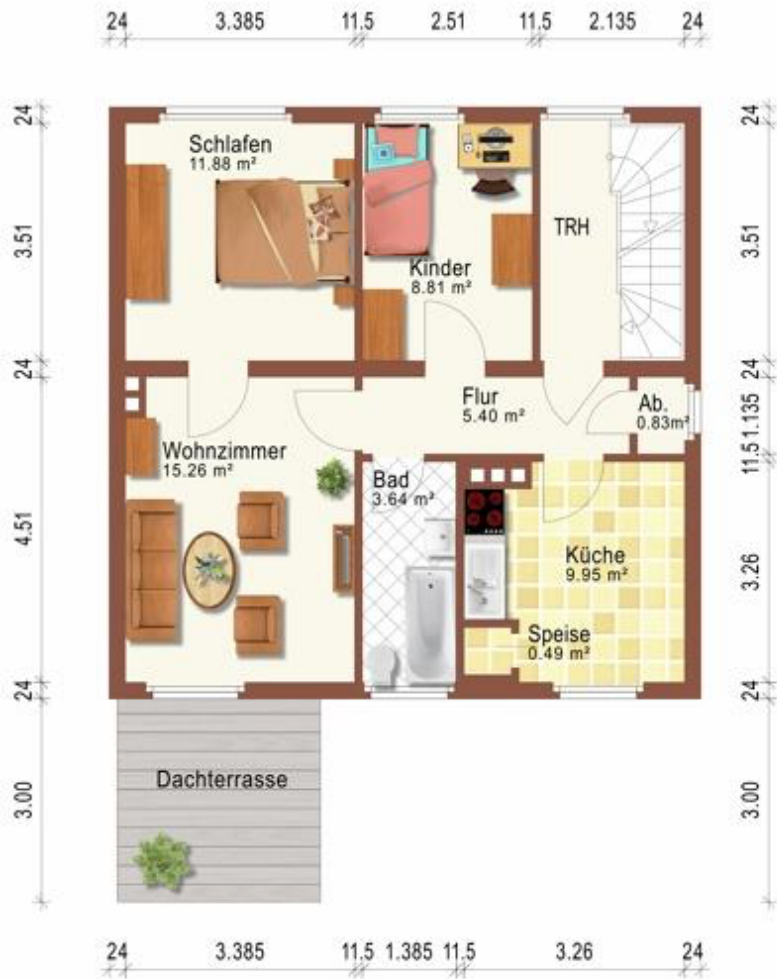 24 3.385 11.5 2.51 11.5 2.135 24
24
3.51
24
4.51
24
3.00
Schlafen
11.88 m²
Kinder
8.81 m²
TRH
Flur
5.40 m²
Ab.
0.83m²
Wohnzimmer
15.26 m²
Bad
3.64 m²
Küche
9.95 m²
Speise
0.49 m²
Dachterrasse
24
3.51
24
1.135
11.5
3.26
24
3.00
24 3.385 11.5 1.385 11.5 3.26 24